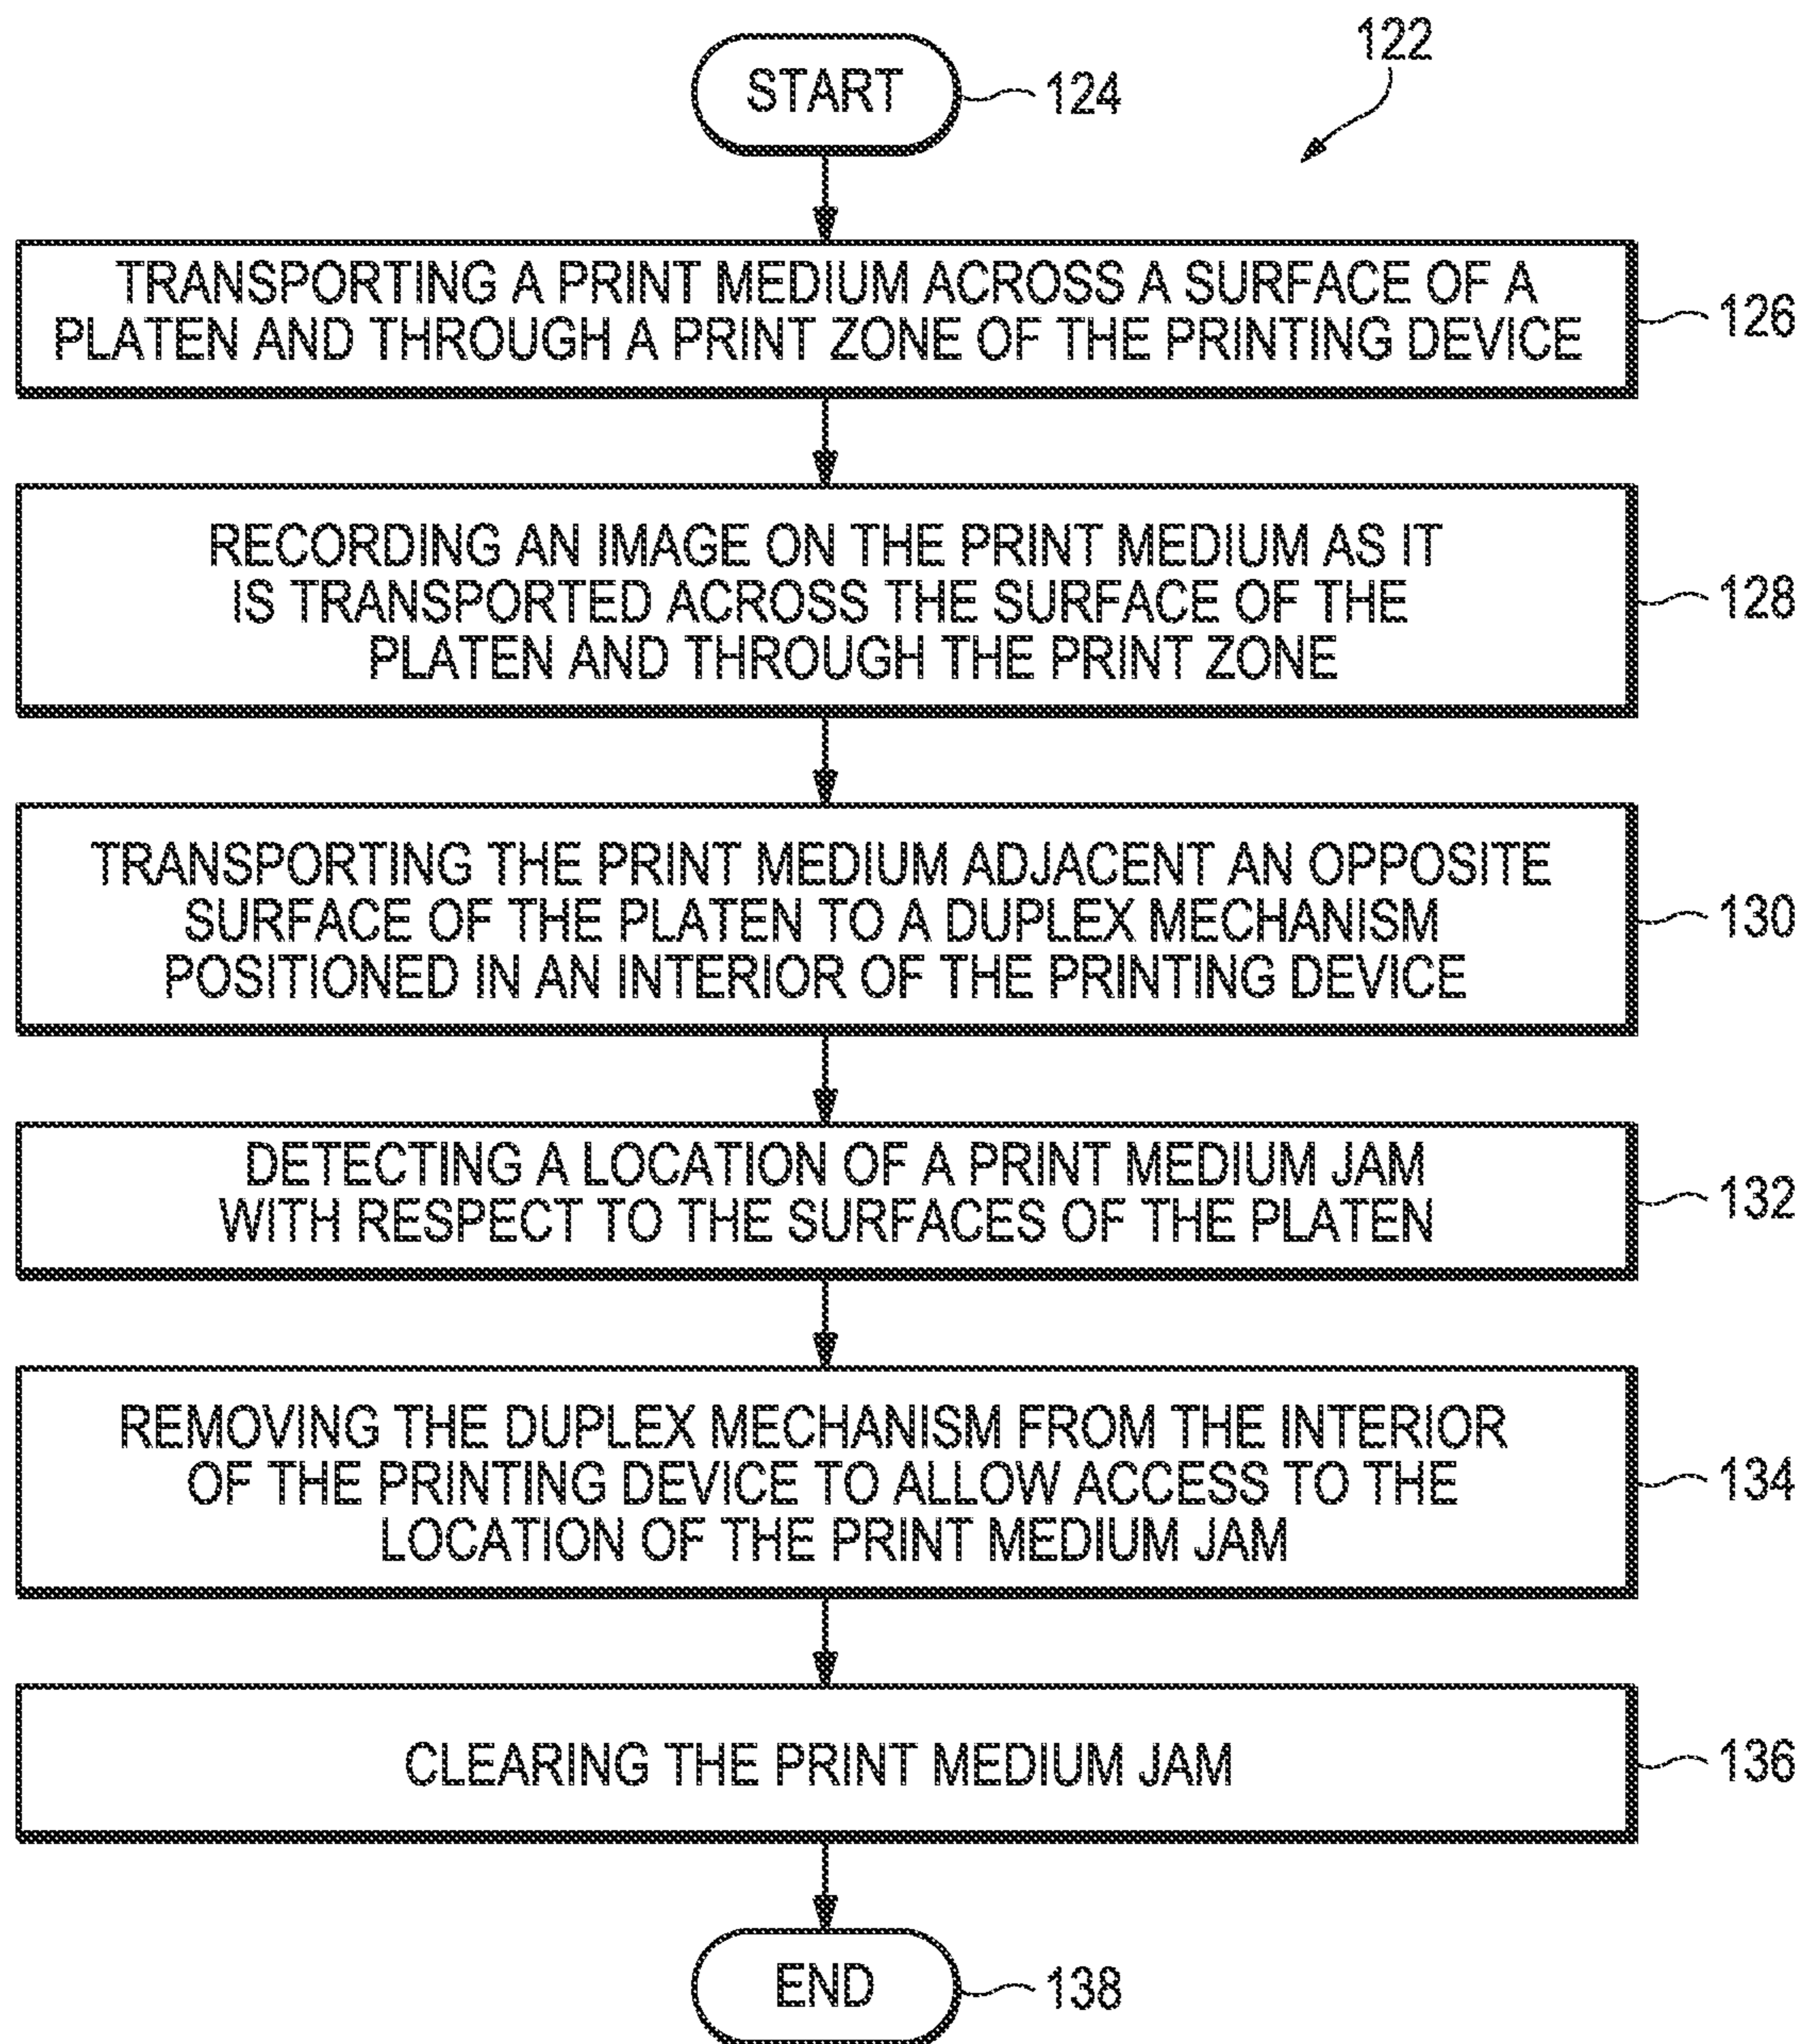 122
START
124
TRANSPORTING A PRINT MEDIUM ACROSS A SURFACE OF A
PLATEN AND THROUGH A PRINT ZONE OF THE PRINTING DEVICE
126
RECORDING AN IMAGE ON THE PRINT MEDIUM AS IT
IS TRANSPORTED ACROSS THE SURFACE OF THE
PLATEN AND THROUGH THE PRINT ZONE
128
TRANSPORTING THE PRINT MEDIUM ADJACENT AN OPPOSITE
SURFACE OF THE PLATEN TO A DUPLEX MECHANISM
POSITIONED IN AN INTERIOR OF THE PRINTING DEVICE
130
DETECTING A LOCATION OF A PRINT MEDIUM JAM
WITH RESPECT TO THE SURFACES OF THE PLATEN
132
REMOVING THE DUPLEX MECHANISM FROM THE INTERIOR
OF THE PRINTING DEVICE TO ALLOW ACCESS TO THE
LOCATION OF THE PRINT MEDIUM JAM
134
CLEARING THE PRINT MEDIUM JAM
136
END
138